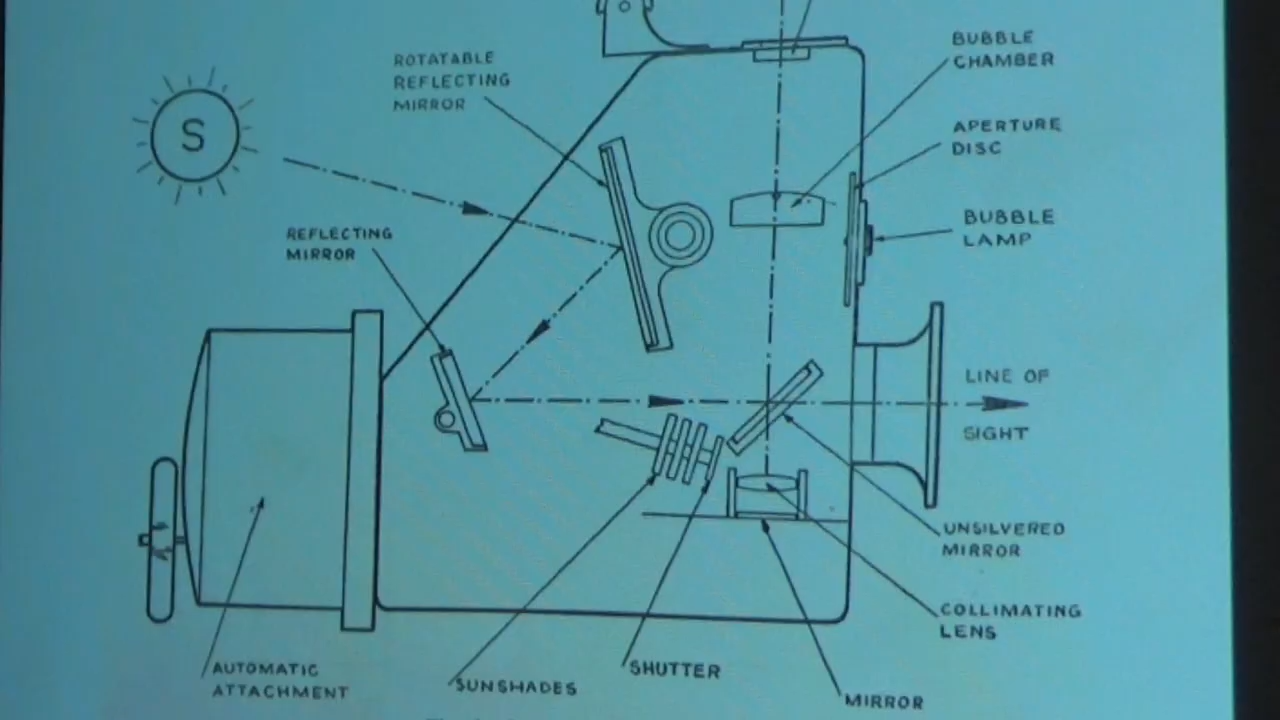 BUBBLE
CHAMBER
ROTATABLE
REFLECTING
MIRROR
S
APERTURE
DISC
BUBBLE
LAMP
REFLECTING
MIRROR
LINE OF
SIGHT
UNSILVERED
MIRROR
COLLIMATING
LENS
AUTOMATIC
ATTACHMENT
SUNSHADES
SHUTTER
MIRROR